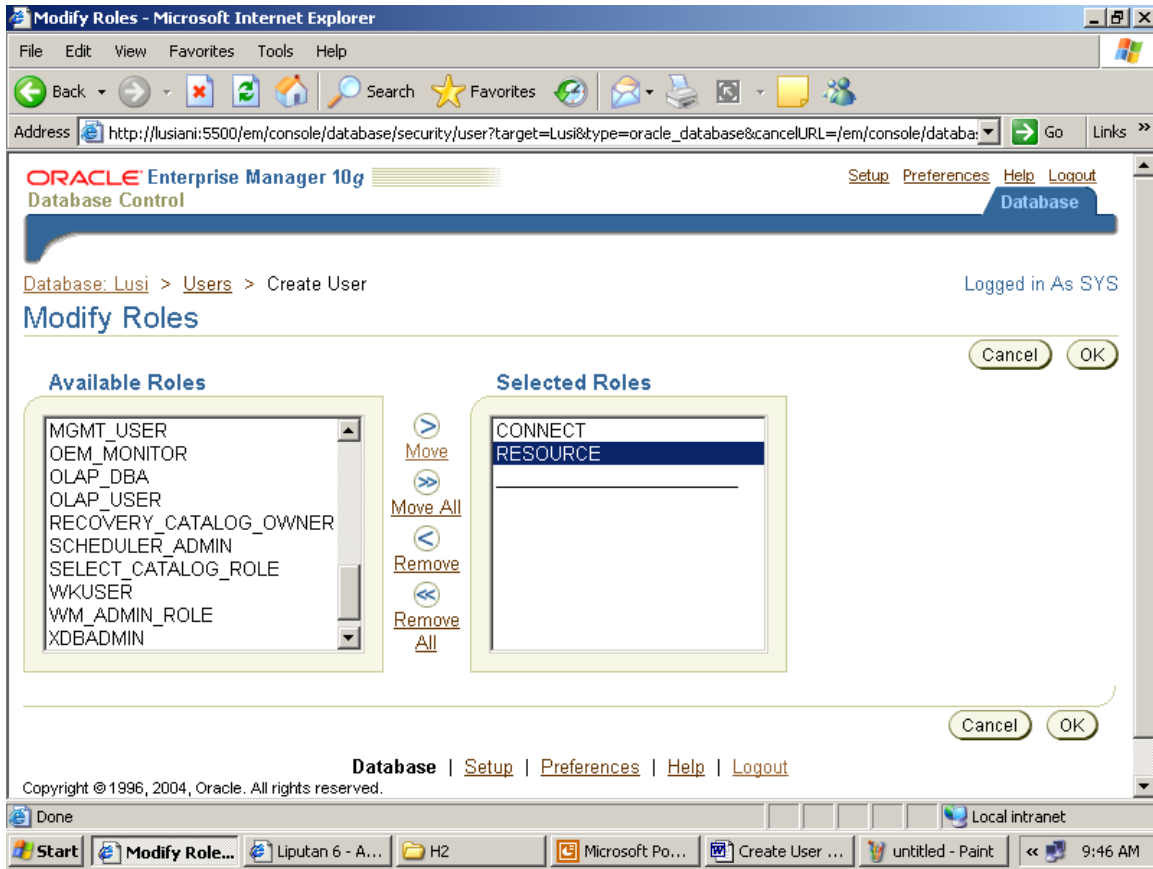 Modify Roles - Microsoft Internet Explorer
File Edit View Favorites Tools Help
Back Search Favorites
Address http://lusiani:5500/em/console/database/security/user?target=Lusi&type=oracle_database&cancelURL=/em/console/databa: Go Links »
ORACLE Enterprise Manager 10g
Database Control
Setup Preferences Help Logout
Database
Database: Lusi > Users > Create User
Logged in As SYS
Modify Roles
Cancel OK
Available Roles
MGMT_USER
OEM_MONITOR
OLAP_DBA
OLAP_USER
RECOVERY_CATALOG_OWNER
SCHEDULER_ADMIN
SELECT_CATALOG_ROLE
WKUSER
WM_ADMIN_ROLE
XDBADMIN
Move
Move All
Remove
Remove All
Selected Roles
CONNECT
RESOURCE
Cancel OK
Database | Setup | Preferences | Help | Logout
Copyright © 1996, 2004, Oracle. All rights reserved.
Done Local intranet
Start Modify Role... Liputan 6 - A... H2 Microsoft Po... Create User ... untitled - Paint « 9:46 AM